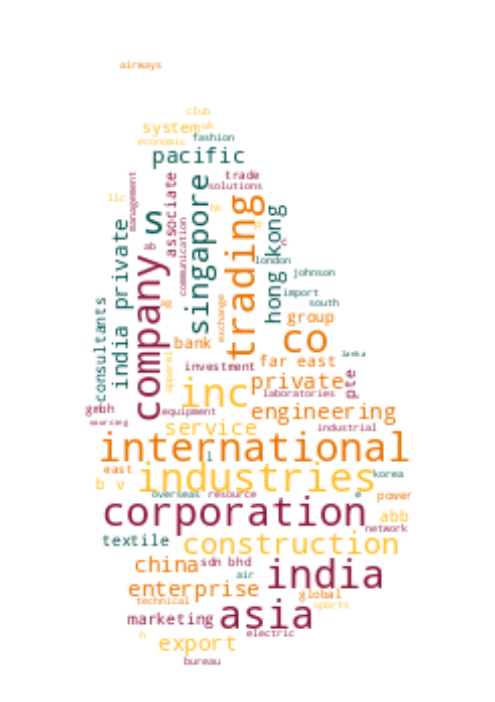 airways
club
system
uk
economic
fashion
pacific
trade
solutions
management
associate
llc
hk
s
singapore
trading
p
hong kong
c
ab
communication
india private
company
london
johnson
import
south
ag
exchange
consultants
group
co
bank
lanka
far east
apparel
investment
private
pte
inc
laboratories
gmbh
equipment
engineering
sourcing
service
industrial
international
l
east
industries
korea
b v
overseas
resource
e
power
corporation
abb
network
textile
construction
china
sdn bhd
air
india
enterprise
global
technical
sports
marketing
asia
h
electric
export
bureau